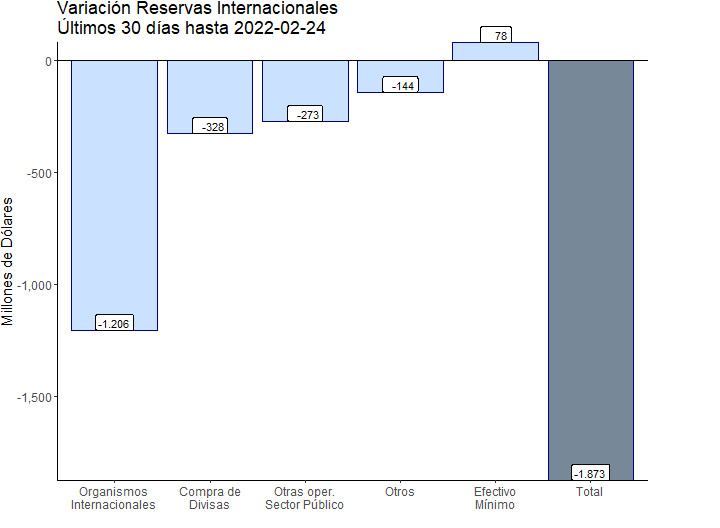 Variación Reservas Internacionales
Últimos 30 días hasta 2022-02-24
78
0
-144
-273
-328
-500
Millones de Dólares
-1,000
-1.206
-1,500
-1.873
Organismos
Internacionales
Compra de
Divisas
Otras oper.
Sector Público
Otros
Efectivo
Mínimo
Total